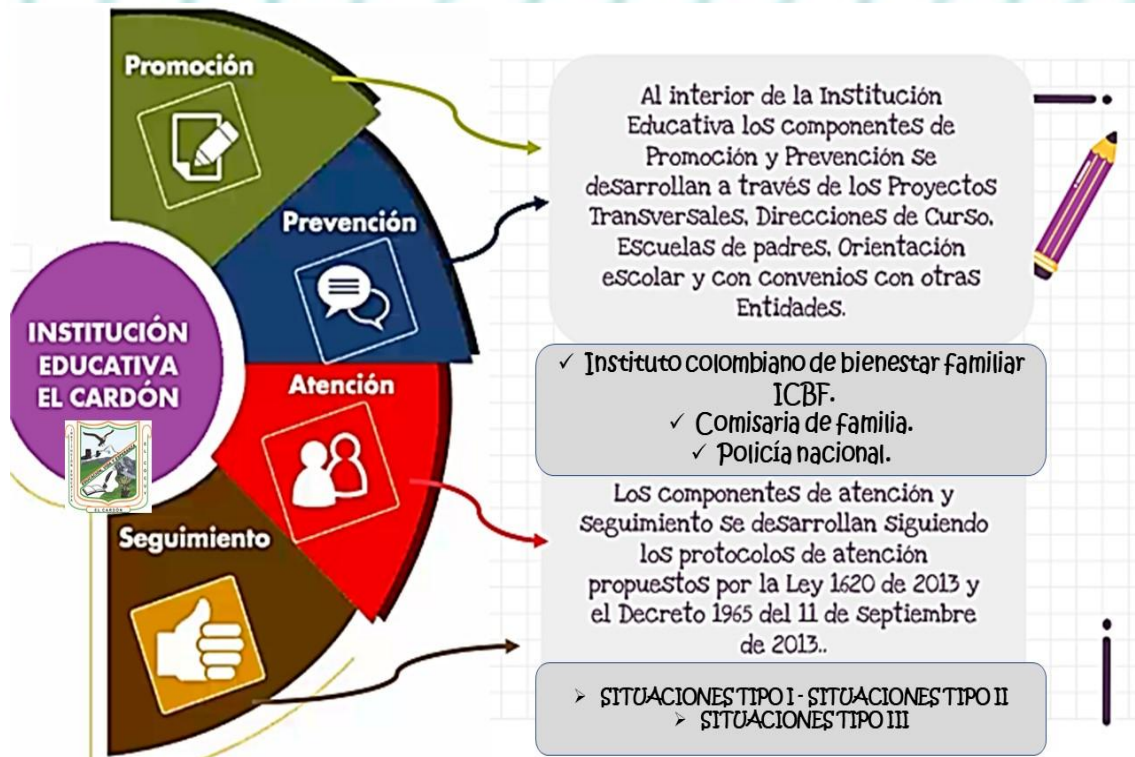 Promoción
Prevención
INSTITUCIÓN
EDUCATIVA
EL CARDÓN
Atención
Seguimiento
EL CARDÓN
Al interior de la Institución
Educativa los componentes de
Promoción y Prevención se
desarrollan a través de los Proyectos
Transversales, Direcciones de Curso,
Escuelas de padres, Orientación
escolar y con convenios con otras
Entidades.
✓ Instituto colombiano de bienestar familiar
ICBF.
✓ Comisaria de familia.
✓ Policía nacional.
Los componentes de atención y
seguimiento se desarrollan siguiendo
los protocolos de atención
propuestos por la Ley 1620 de 2013 y
el Decreto 1965 del 11 de septiembre
de 2013..
➢ SITUACIONES TIPO I - SITUACIONES TIPO II
➢ SITUACIONES TIPO III